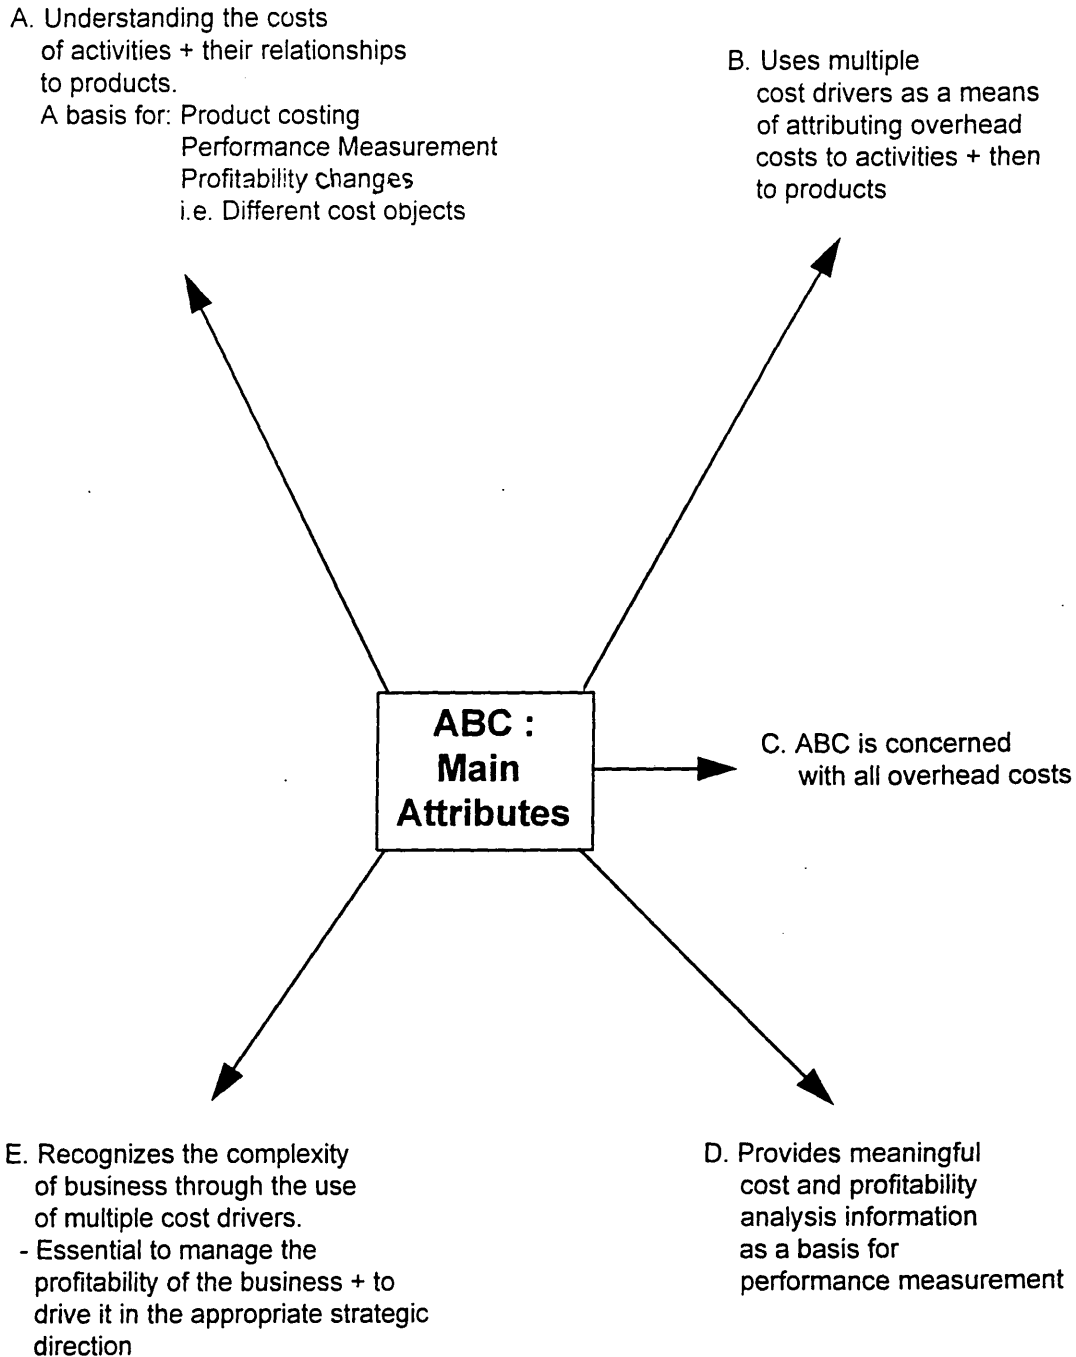 A. Understanding the costs
of activities + their relationships
to products.
A basis for: Product costing
Performance Measurement
Profitability changes
i.e. Different cost objects
B. Uses multiple
cost drivers as a means
of attributing overhead
costs to activities + then
to products
ABC :
Main
Attributes
C. ABC is concerned
with all overhead costs
E. Recognizes the complexity
of business through the use
of multiple cost drivers.
- Essential to manage the
profitability of the business + to
drive it in the appropriate strategic
direction
D. Provides meaningful
cost and profitability
analysis information
as a basis for
performance measurement